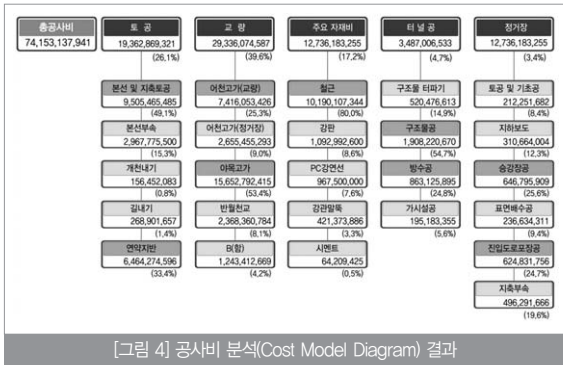 총공사비
74,153,137,941
토 공
19,362,869,321
(26,1%)
본선 및 지축토공
9,505,465,485
(49,1%)
본선부속
2,967,775,500
(15,3%)
개천내기
156,452,083
(0,8%)
길내기
268,901,657
(1,4%)
연약지반
6,464,274,596
(33,4%)
교 량
29,336,074,587
(39,6%)
어천고가(교량)
7,416,053,426
(25,3%)
어천고가(정거장)
2,655,455,293
(9,0%)
야목고가
15,652,792,415
(53,4%)
반월천교
2,368,360,784
(8,1%)
B(함)
1,243,412,669
(4,2%)
주요 자재비
12,736,183,255
(17,2%)
철근
10,190,107,344
(80,0%)
강판
1,092,992,600
(8,6%)
PC강연선
967,500,000
(7,6%)
강관말뚝
421,373,886
(3,3%)
시멘트
64,209,425
(0,5%)
터 널 공
3,487,006,533
(4,7%)
구조물 터파기
520,476,613
(14,9%)
구조물공
1,908,220,670
(54,7%)
방수공
863,125,895
(24,8%)
가시설공
195,183,355
(5,6%)
정거장
12,736,183,255
(3,4%)
토공 및 기초공
212,251,682
(8,4%)
지하보도
310,664,004
(12,3%)
승강장공
646,795,909
(25,6%)
표면배수공
236,634,311
(9,4%)
진입도로포장공
624,831,756
(24,7%)
지축부속
496,291,666
(19,6%)
[그림 4] 공사비 분석(Cost Model Diagram) 결과